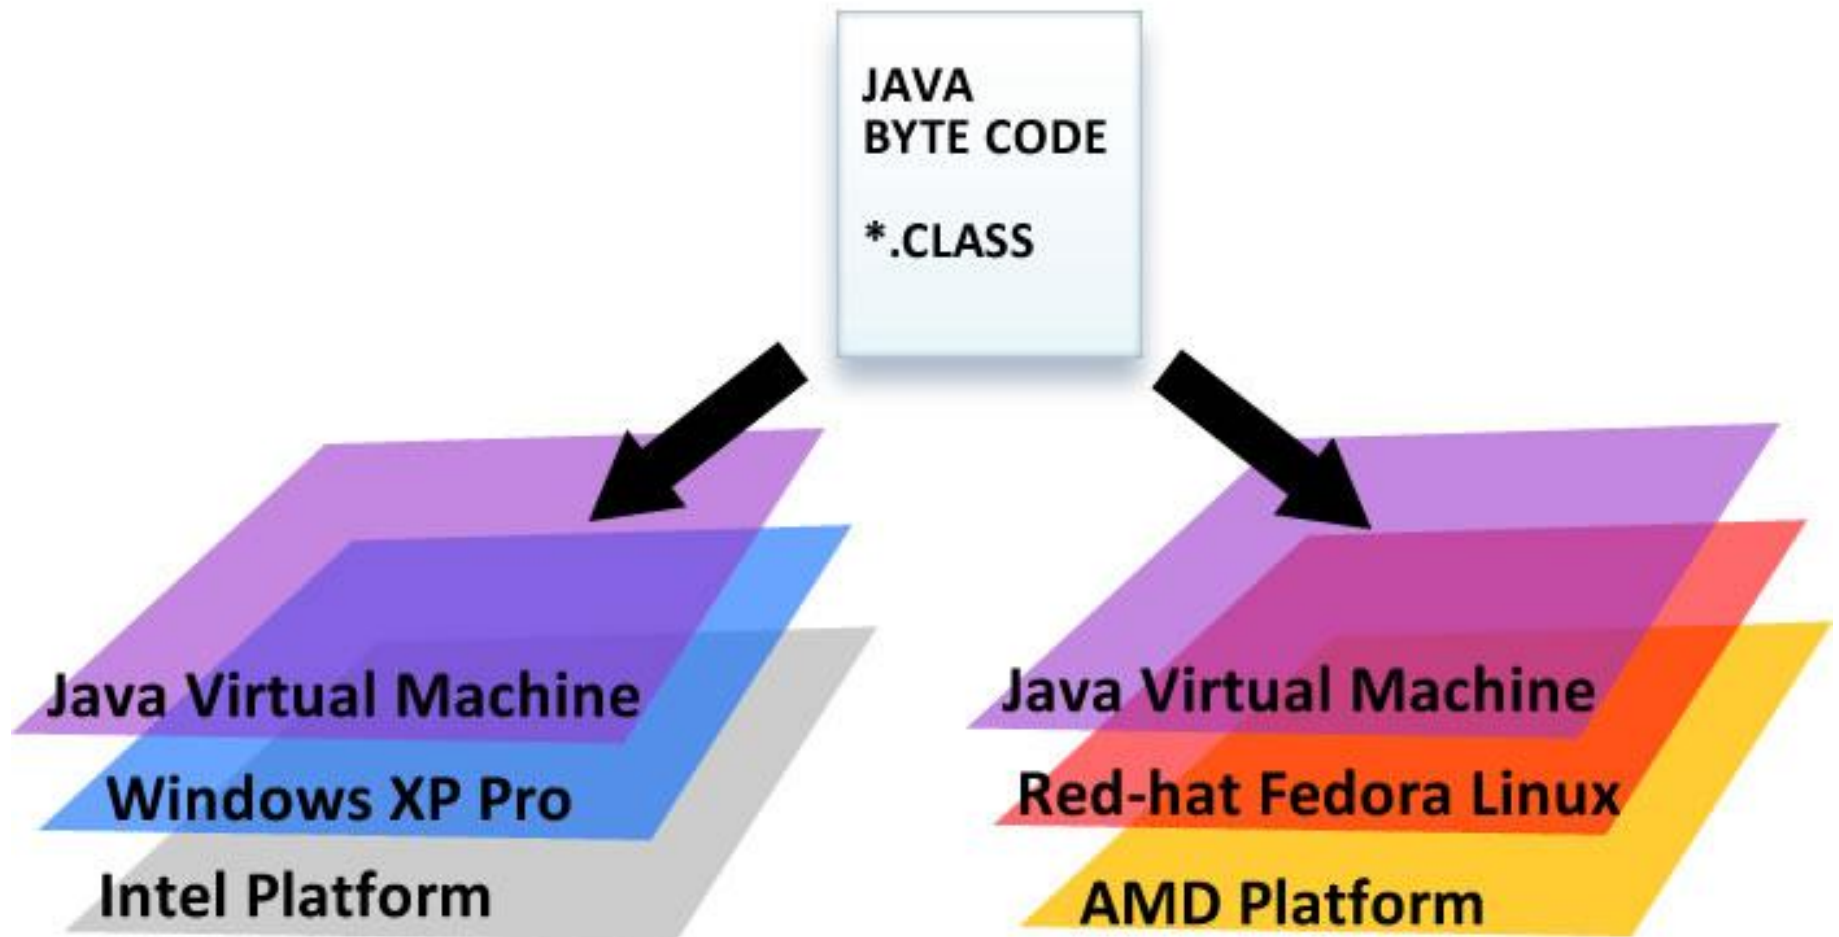 JAVA
BYTE CODE
*.CLASS
Java Virtual Machine
Windows XP Pro
Intel Platform
Java Virtual Machine
Red-hat Fedora Linux
AMD Platform